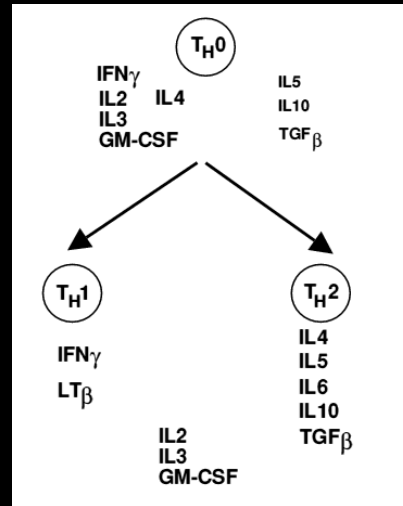 TH0
IFNγ
IL2 IL4
IL3
GM-CSF
IL5
IL10
TGFβ
TH1
IFNγ
LTβ
TH2
IL4
IL5
IL6
IL10
TGFβ
IL2
IL3
GM-CSF